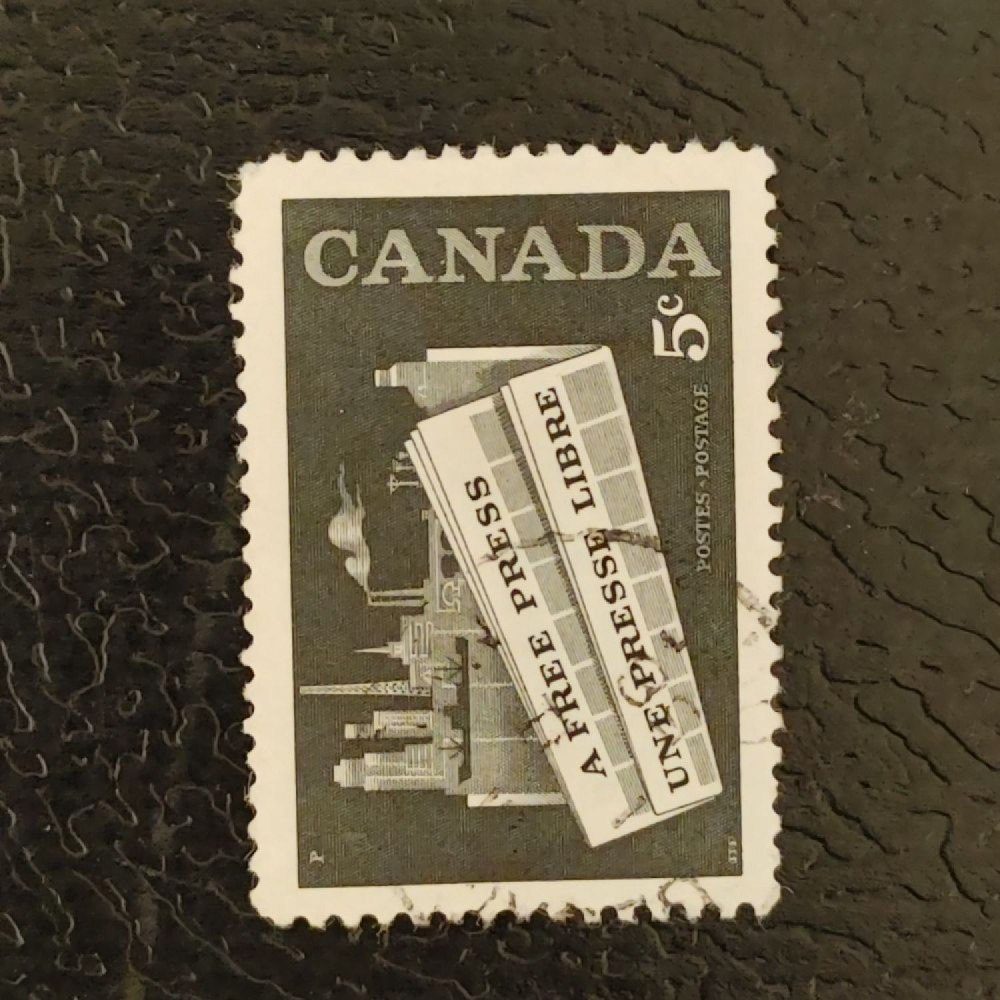 CANADA
5c
POSTES · POSTAGE
A FREE PRESS
UNE PRESSE LIBRE
P